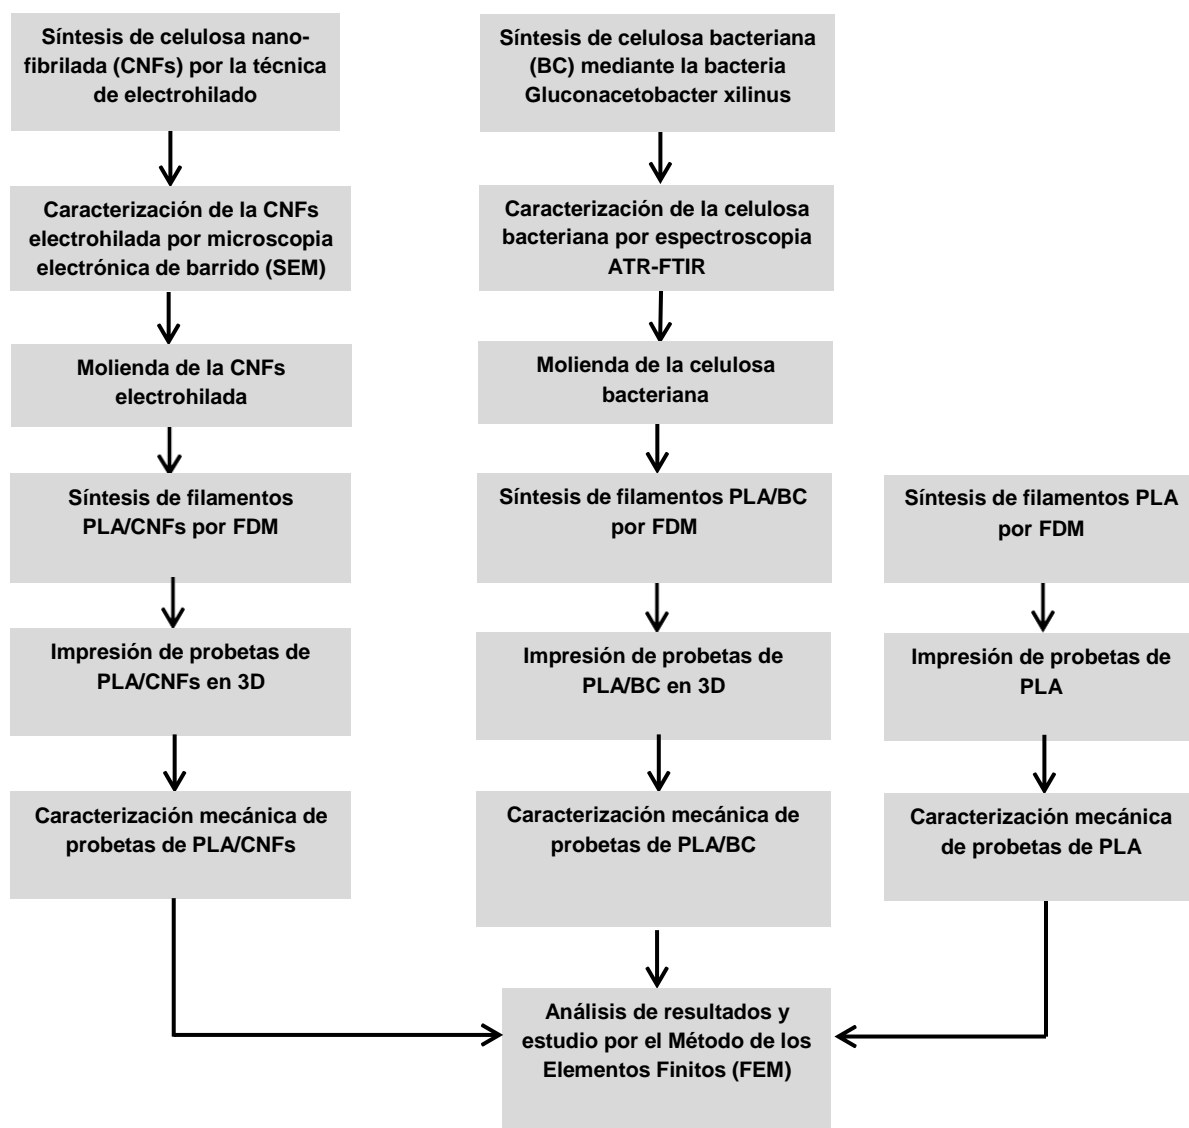 Síntesis de celulosa nano-
fibrilada (CNFs) por la técnica
de electrohilado
Caracterización de la CNFs
electrohilada por microscopia
electrónica de barrido (SEM)
Molienda de la CNFs
electrohilada
Síntesis de filamentos
PLA/CNFs por FDM
Impresión de probetas de
PLA/CNFs en 3D
Caracterización mecánica de
probetas de PLA/CNFs
Síntesis de celulosa bacteriana
(BC) mediante la bacteria
Gluconacetobacter xilinus
Caracterización de la celulosa
bacteriana por espectroscopia
ATR-FTIR
Molienda de la celulosa
bacteriana
Síntesis de filamentos PLA/BC
por FDM
Impresión de probetas de
PLA/BC en 3D
Caracterización mecánica de
probetas de PLA/BC
Síntesis de filamentos PLA
por FDM
Impresión de probetas de
PLA
Caracterización mecánica
de probetas de PLA
Análisis de resultados y
estudio por el Método de los
Elementos Finitos (FEM)